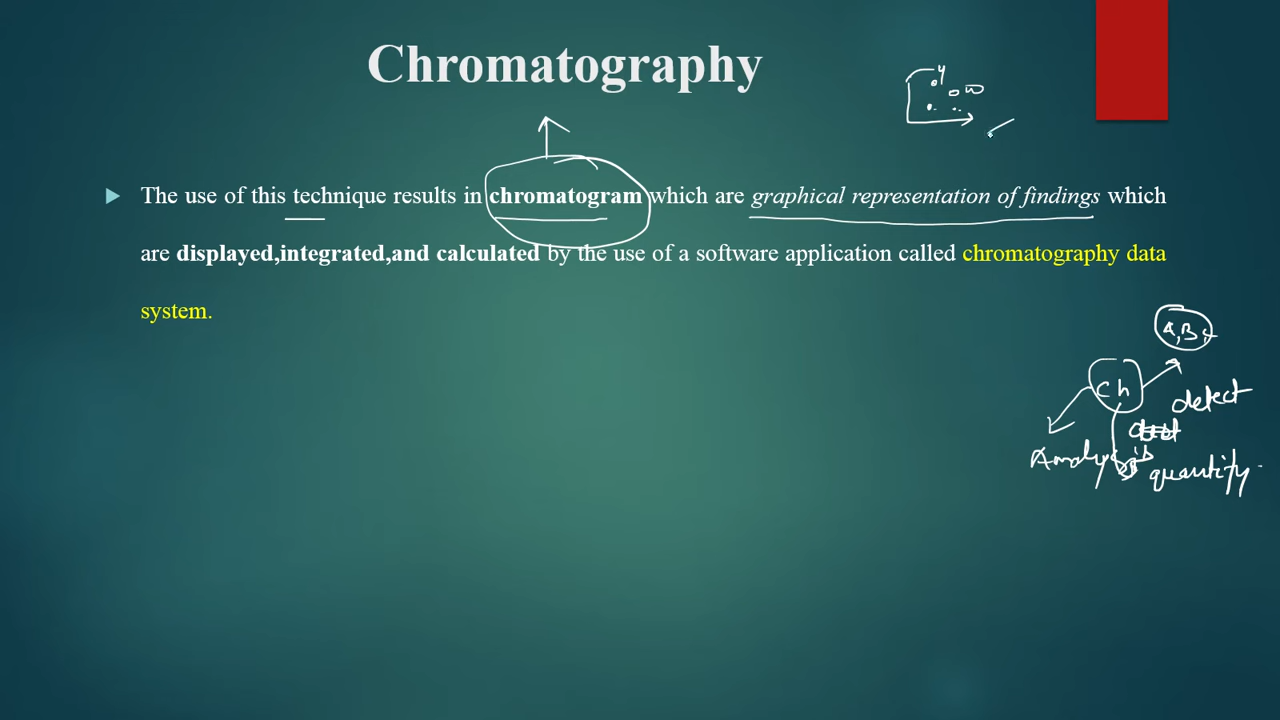 Chromatography
The use of this technique results in chromatogram which are graphical representation of findings which
are displayed,integrated,and calculated by the use of a software application called chromatography data
system.
A,B,
Ch
detect
Analysis
quantify